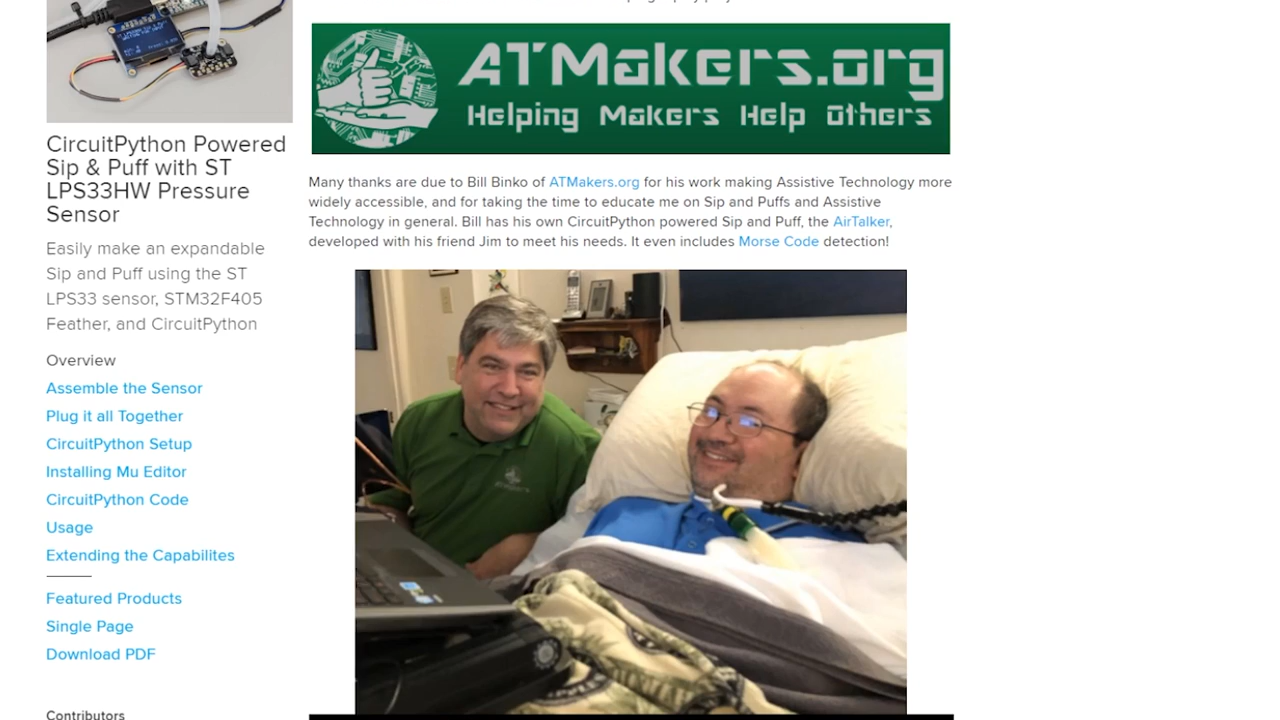 ATMakers.org
Helping Makers Help Others
CircuitPython Powered
Sip & Puff with ST
LPS33HW Pressure
Sensor
Easily make an expandable
Sip and Puff using the ST
LPS33 sensor, STM32F405
Feather, and CircuitPython
Overview
Assemble the Sensor
Plug it all Together
CircuitPython Setup
Installing Mu Editor
CircuitPython Code
Usage
Extending the Capabilites
Featured Products
Single Page
Download PDF
Contributors
Many thanks are due to Bill Binko of ATMakers.org for his work making Assistive Technology more
widely accessible, and for taking the time to educate me on Sip and Puffs and Assistive
Technology in general. Bill has his own CircuitPython powered Sip and Puff, the AirTalker,
developed with his friend Jim to meet his needs. It even includes Morse Code detection!